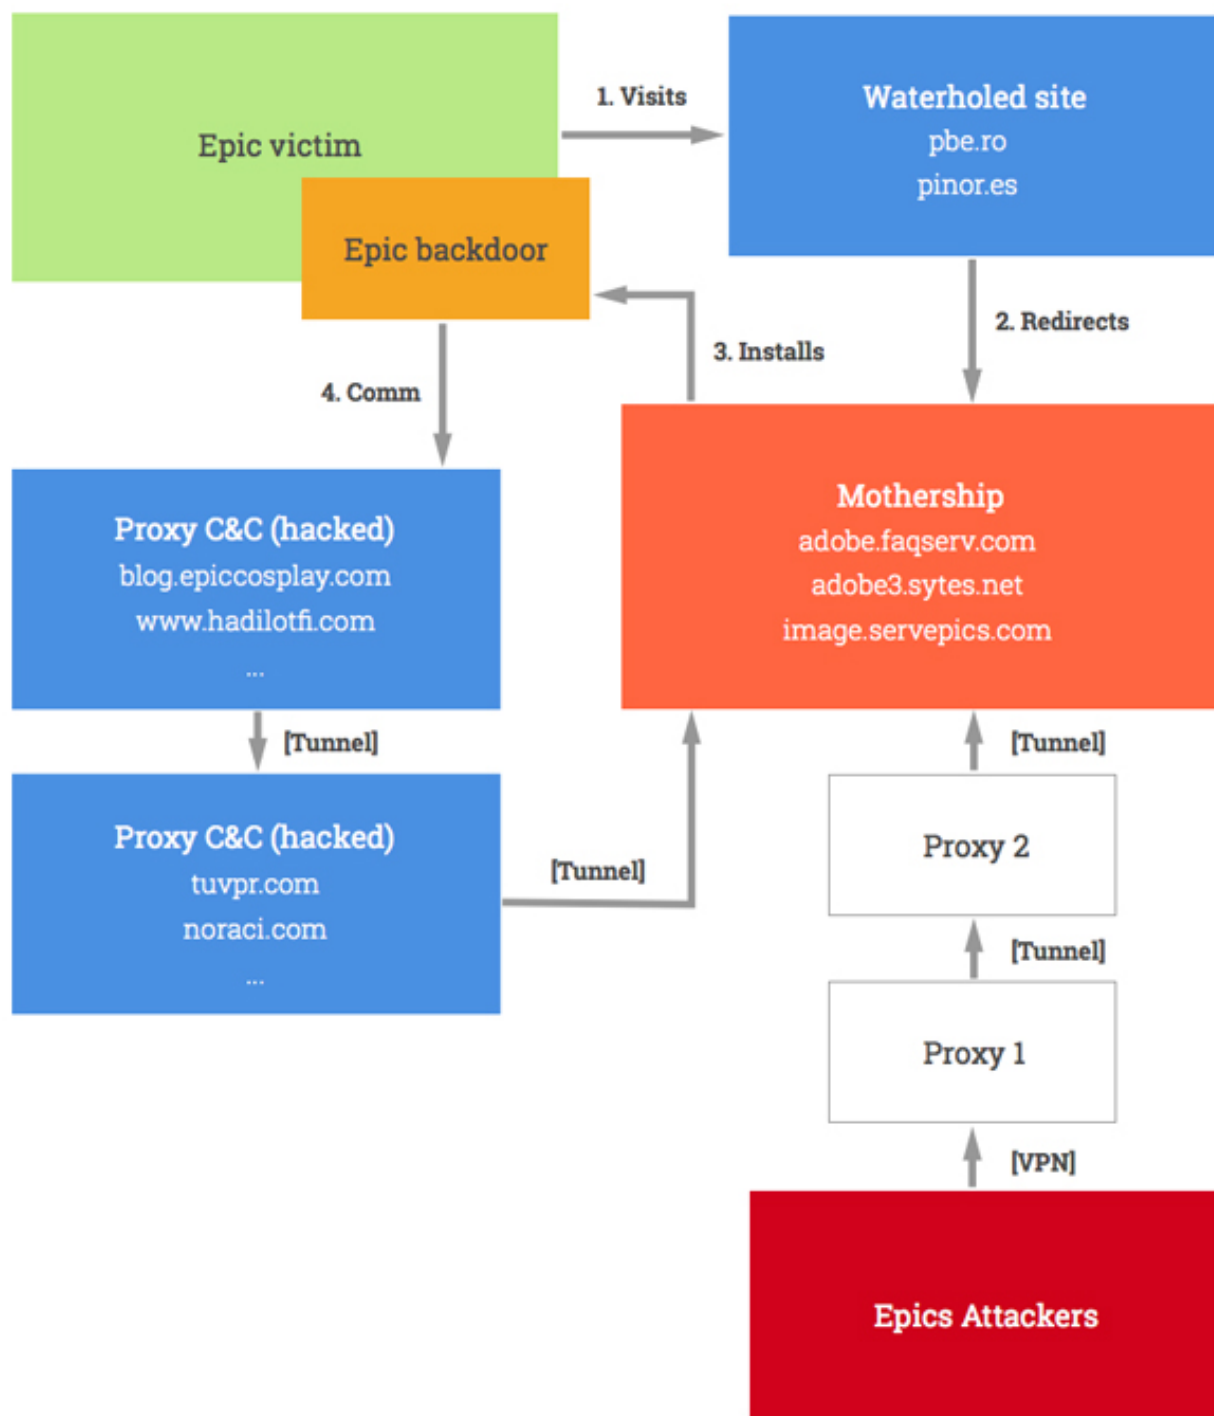 Epic victim
1. Visits
Waterholed site
pbe.ro
pinor.es
Epic backdoor
2. Redirects
3. Installs
4. Comm
Mothership
adobe.faqserv.com
adobe3.sytes.net
image.servepics.com
Proxy C&C (hacked)
blog.epiccosplay.com
www.hadilotfi.com
...
[Tunnel]
Proxy C&C (hacked)
tuvpr.com
noraci.com
...
[Tunnel]
[Tunnel]
Proxy 2
[Tunnel]
Proxy 1
[VPN]
Epics Attackers